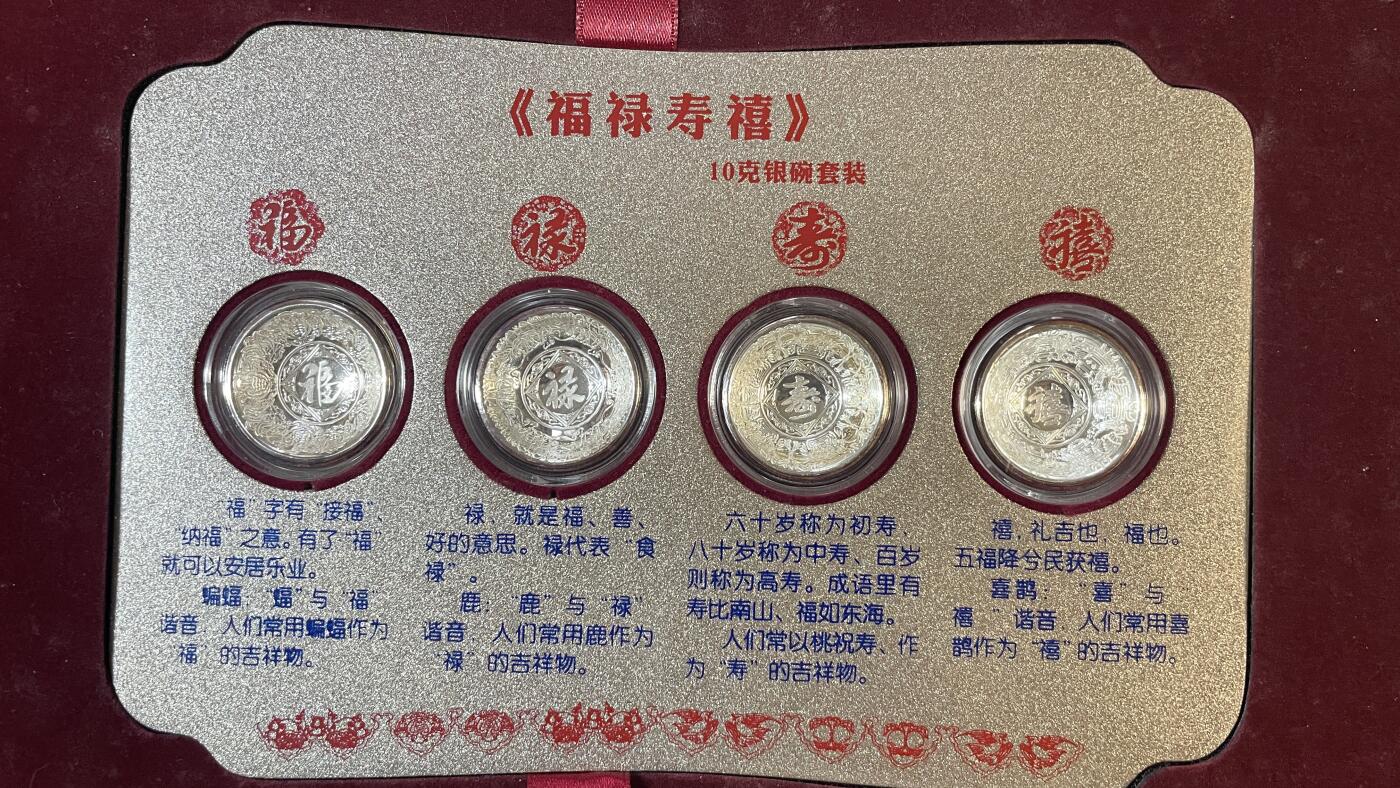 《福禄寿禧》
10克银碗套装
福
禄
寿
禧
福
禄
寿
禧
"福"字有"接福"、
"纳福"之意。有了"福"
就可以安居乐业。
蝙蝠："蝠"与"福"
谐音，人们常用蝙蝠作为
"福"的吉祥物。
禄，就是福、善、
好的意思。禄代表"食
禄"。
鹿："鹿"与"禄"
谐音，人们常用鹿作为
"禄"的吉祥物。
六十岁称为初寿、
八十岁称为中寿、百岁
则称为高寿。成语里有
寿比南山、福如东海。
人们常以桃祝寿、作
为"寿"的吉祥物。
禧，礼吉也，福也。
五福降兮民获禧。
喜鹊："喜"与"
禧"谐音 人们常用喜
鹊作为"禧"的吉祥物。